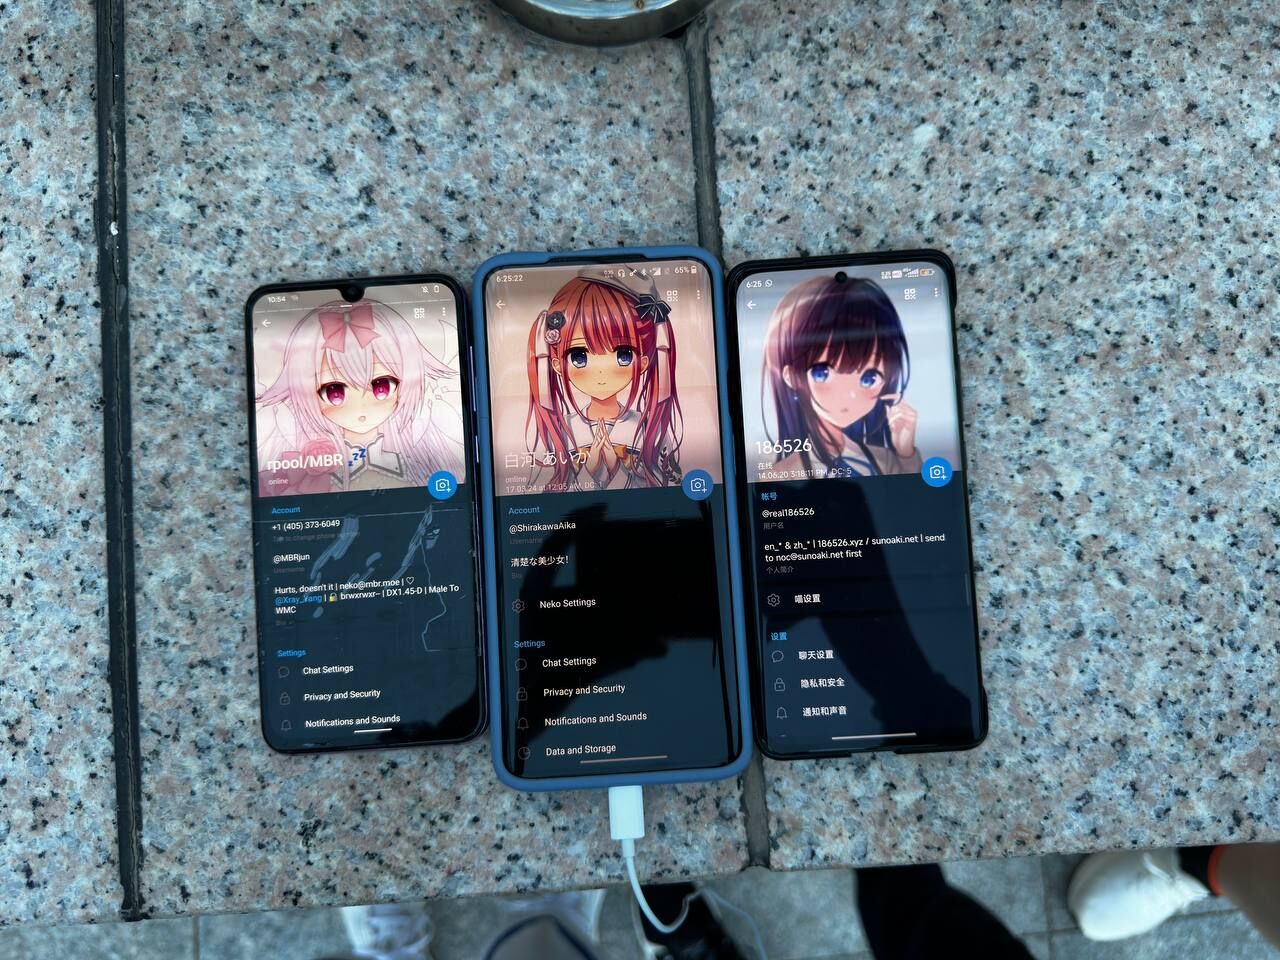 10:54
rpool/MBR 💤
online
Account
+1 (405) 373-6049
Tap to change phone number
@MBRjun
Username
Hurts, doesn't it | neko@mbr.moe | ♡
@Xray_Yang | 🔒 brwxrwxr-- | DX1.45-D | Male To
WMC
Bio
Settings
Chat Settings
Privacy and Security
Notifications and Sounds
6:25:22
65%
白河 あいか
online
17.03.24 at 12:05 AM, DC: 1
Account
@ShirakawaAika
Username
清楚な美少女！
Bio
Neko Settings
Settings
Chat Settings
Privacy and Security
Notifications and Sounds
Data and Storage
6:25
186526
在线
14.06.20 3:18:11 PM, DC: 5
帐号
@real186526
用户名
en_* & zh_* | 186526.xyz / sunoaki.net | send
to noc@sunoaki.net first
个人简介
喵设置
设置
聊天设置
隐私和安全
通知和声音